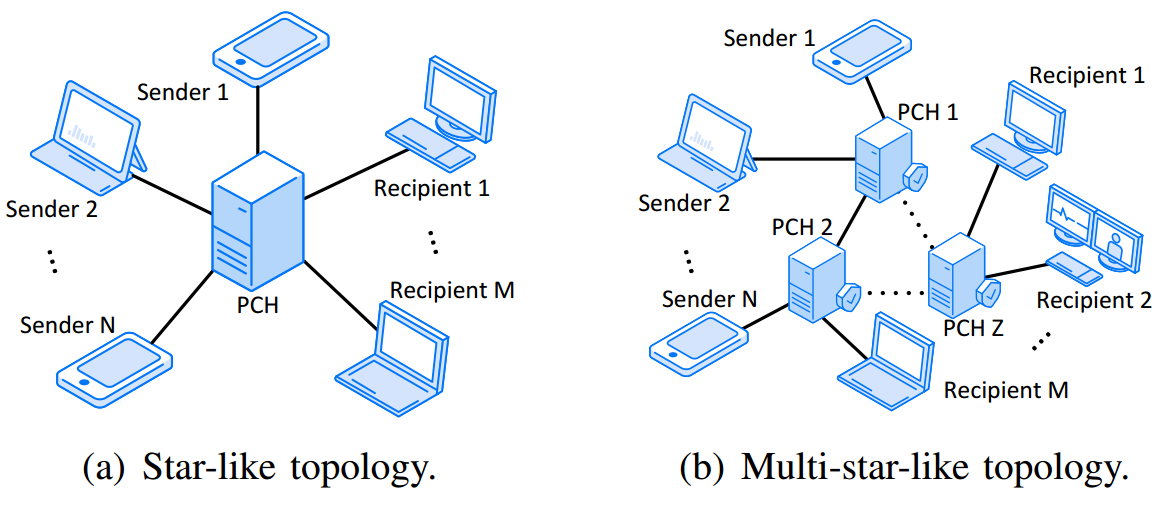 Sender 1
Sender 2
Sender N
PCH
Recipient 1
Recipient M
(a) Star-like topology.
Sender 1
Sender 2
Sender N
PCH 1
PCH 2
PCH Z
Recipient 1
Recipient 2
Recipient M
(b) Multi-star-like topology.